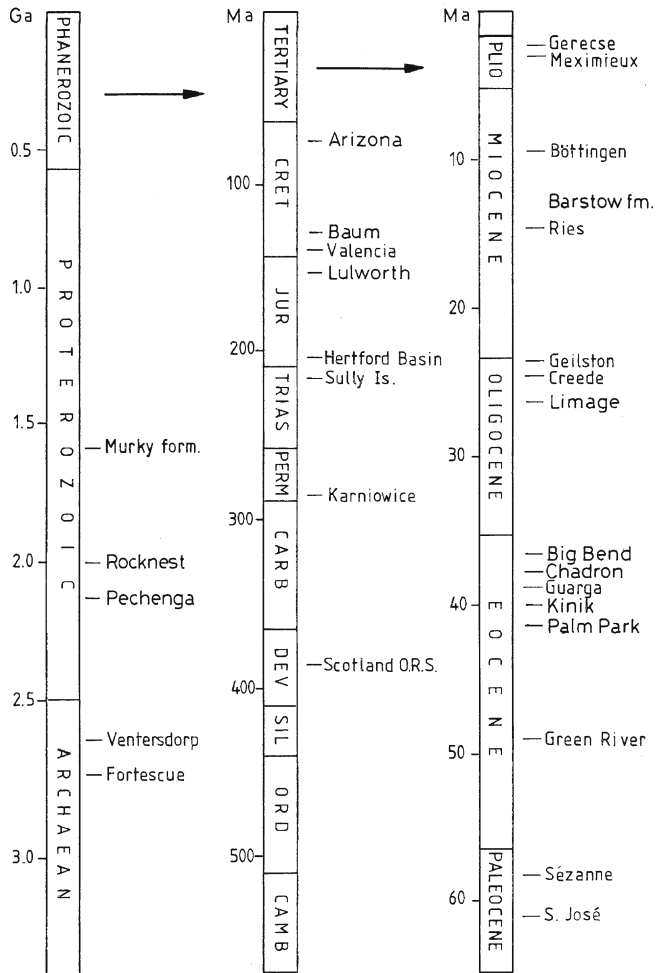 Ga
PHANEROZOIC
0.5
PROTEROZOIC
1.0
1.5
Murky form.
2.0
Rocknest
Pechenga
2.5
ARCHAEAN
Ventersdorp
Fortescue
3.0
Ma
TERTIARY
Arizona
CRET
100
Baum
Valencia
Lulworth
JUR
200
Hertford Basin
Sully Is.
TRIAS
PERM
Karniowice
300
CARB
DEV
Scotland O.R.S.
400
SIL
ORD
500
CAMB
Ma
PLIO
Gerecse
Meximieux
MIOCENE
10
Böttingen
Barstow fm.
Ries
20
Geilston
Creede
Limage
OLIGOCENE
30
Big Bend
Chadron
Guarga
40
Kinik
Palm Park
EOCENE
Green River
50
PALEOCENE
Sézanne
60
S. José